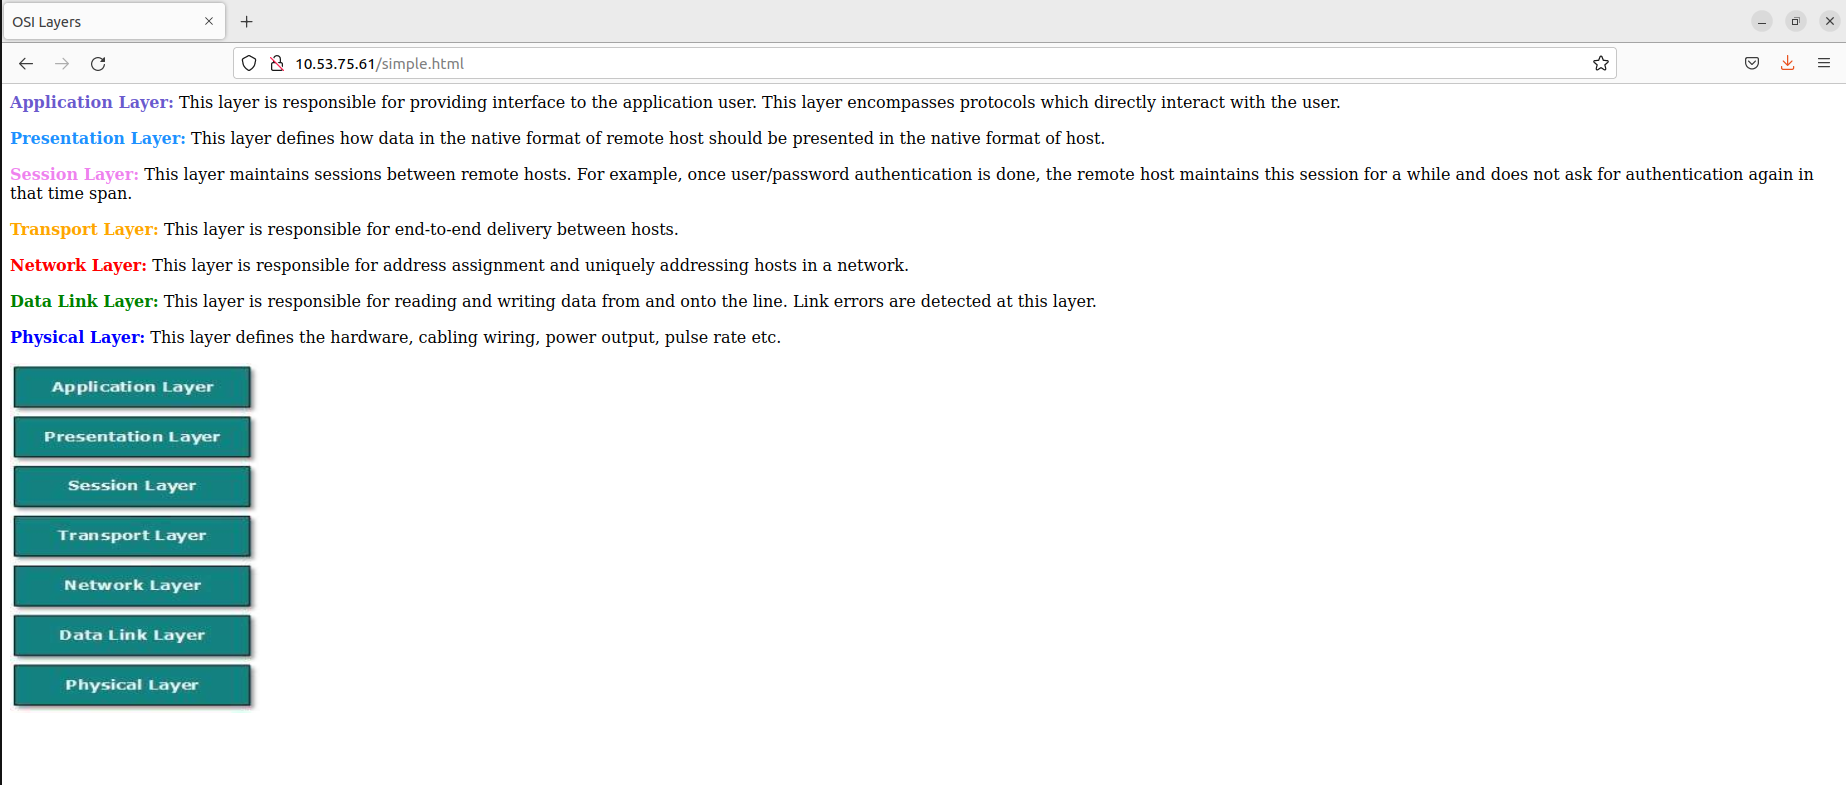 OSI Layers
10.53.75.61/simple.html
Application Layer: This layer is responsible for providing interface to the application user. This layer encompasses protocols which directly interact with the user.
Presentation Layer: This layer defines how data in the native format of remote host should be presented in the native format of host.
Session Layer: This layer maintains sessions between remote hosts. For example, once user/password authentication is done, the remote host maintains this session for a while and does not ask for authentication again in
that time span.
Transport Layer: This layer is responsible for end-to-end delivery between hosts.
Network Layer: This layer is responsible for address assignment and uniquely addressing hosts in a network.
Data Link Layer: This layer is responsible for reading and writing data from and onto the line. Link errors are detected at this layer.
Physical Layer: This layer defines the hardware, cabling wiring, power output, pulse rate etc.
Application Layer
Presentation Layer
Session Layer
Transport Layer
Network Layer
Data Link Layer
Physical Layer